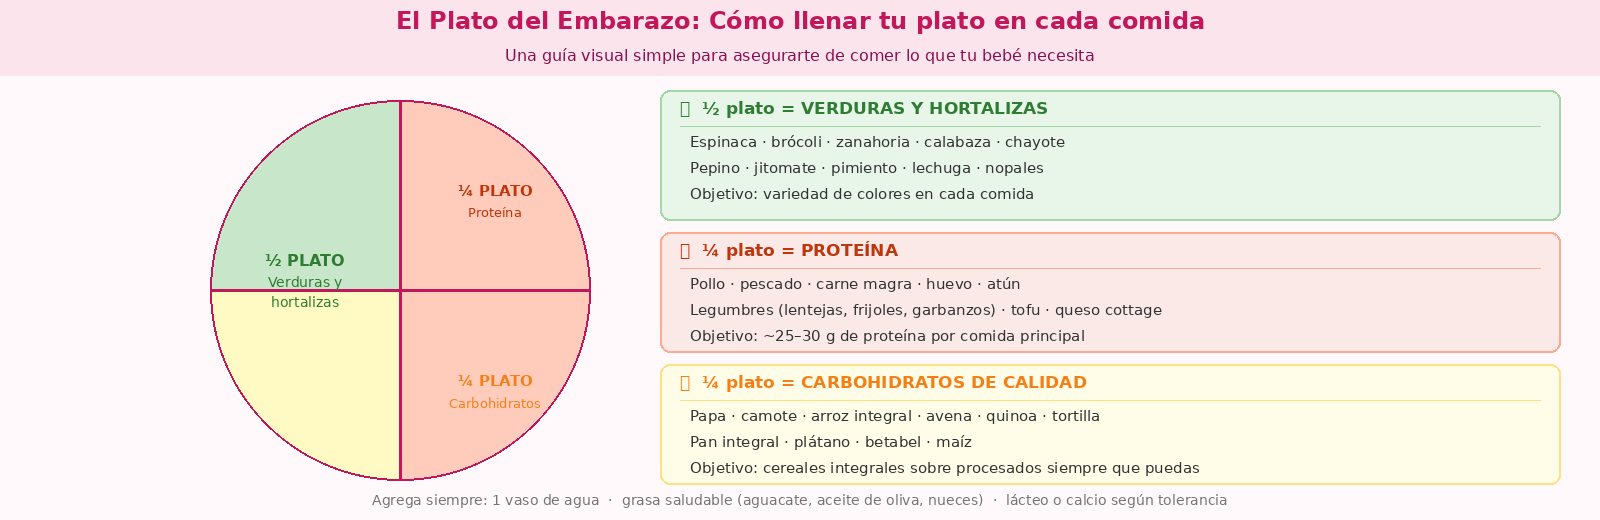 El Plato del Embarazo: Cómo llenar tu plato en cada comida
Una guía visual simple para asegurarte de comer lo que tu bebé necesita
½ PLATO
Verduras y
hortalizas
¼ PLATO
Proteína
¼ PLATO
Carbohidratos
½ plato = VERDURAS Y HORTALIZAS
Espinaca · brócoli · zanahoria · calabaza · chayote
Pepino · jitomate · pimiento · lechuga · nopales
Objetivo: variedad de colores en cada comida
¼ plato = PROTEÍNA
Pollo · pescado · carne magra · huevo · atún
Legumbres (lentejas, frijoles, garbanzos) · tofu · queso cottage
Objetivo: ~25–30 g de proteína por comida principal
¼ plato = CARBOHIDRATOS DE CALIDAD
Papa · camote · arroz integral · avena · quinoa · tortilla
Pan integral · plátano · betabel · maíz
Objetivo: cereales integrales sobre procesados siempre que puedas
Agrega siempre: 1 vaso de agua · grasa saludable (aguacate, aceite de oliva, nueces) · lácteo o calcio según tolerancia